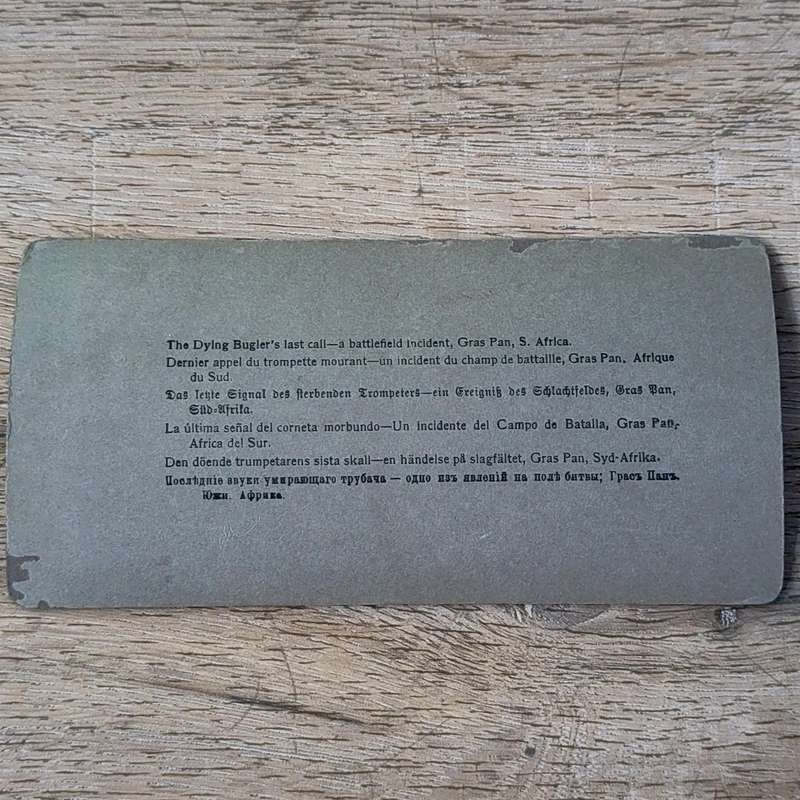 The Dying Bugler's last call—a battlefield incident, Gras Pan, S. Africa.
Dernier appel du trompette mourant—un incident du champ de bataille, Gras Pan, Afrique
du Sud.
Das letzte Signal des sterbenden Trompeters—ein Ereigniß des Schlachtfeldes, Gras Pan,
Süd-Afrika.
La última señal del corneta morbundo—Un incidente del Campo de Batalla, Gras Pan,
Africa del Sur.
Den döende trumpetarens sista skall—en händelse på slagfältet, Gras Pan, Syd-Afrika.
Послѣднiе звуки умирающаго трубача — одно изъ явленiй на полѣ битвы; Грасъ Панъ.
Южн. Африка.